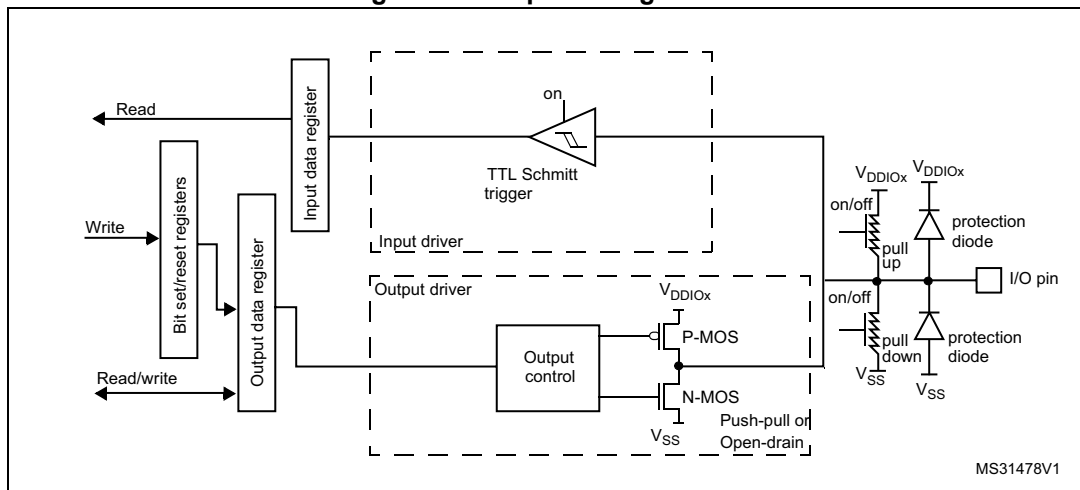 Read
Write
Read/write
Bit set/reset registers
Input data register
Output data register
on
TTL Schmitt
trigger
Input driver
Output driver
VDDIOx
Output
control
P-MOS
N-MOS
VSS
Push-pull or
Open-drain
VDDIOx
VDDIOx
on/off
pull
up
protection
diode
I/O pin
on/off
pull
down
protection
diode
VSS
VSS
MS31478V1